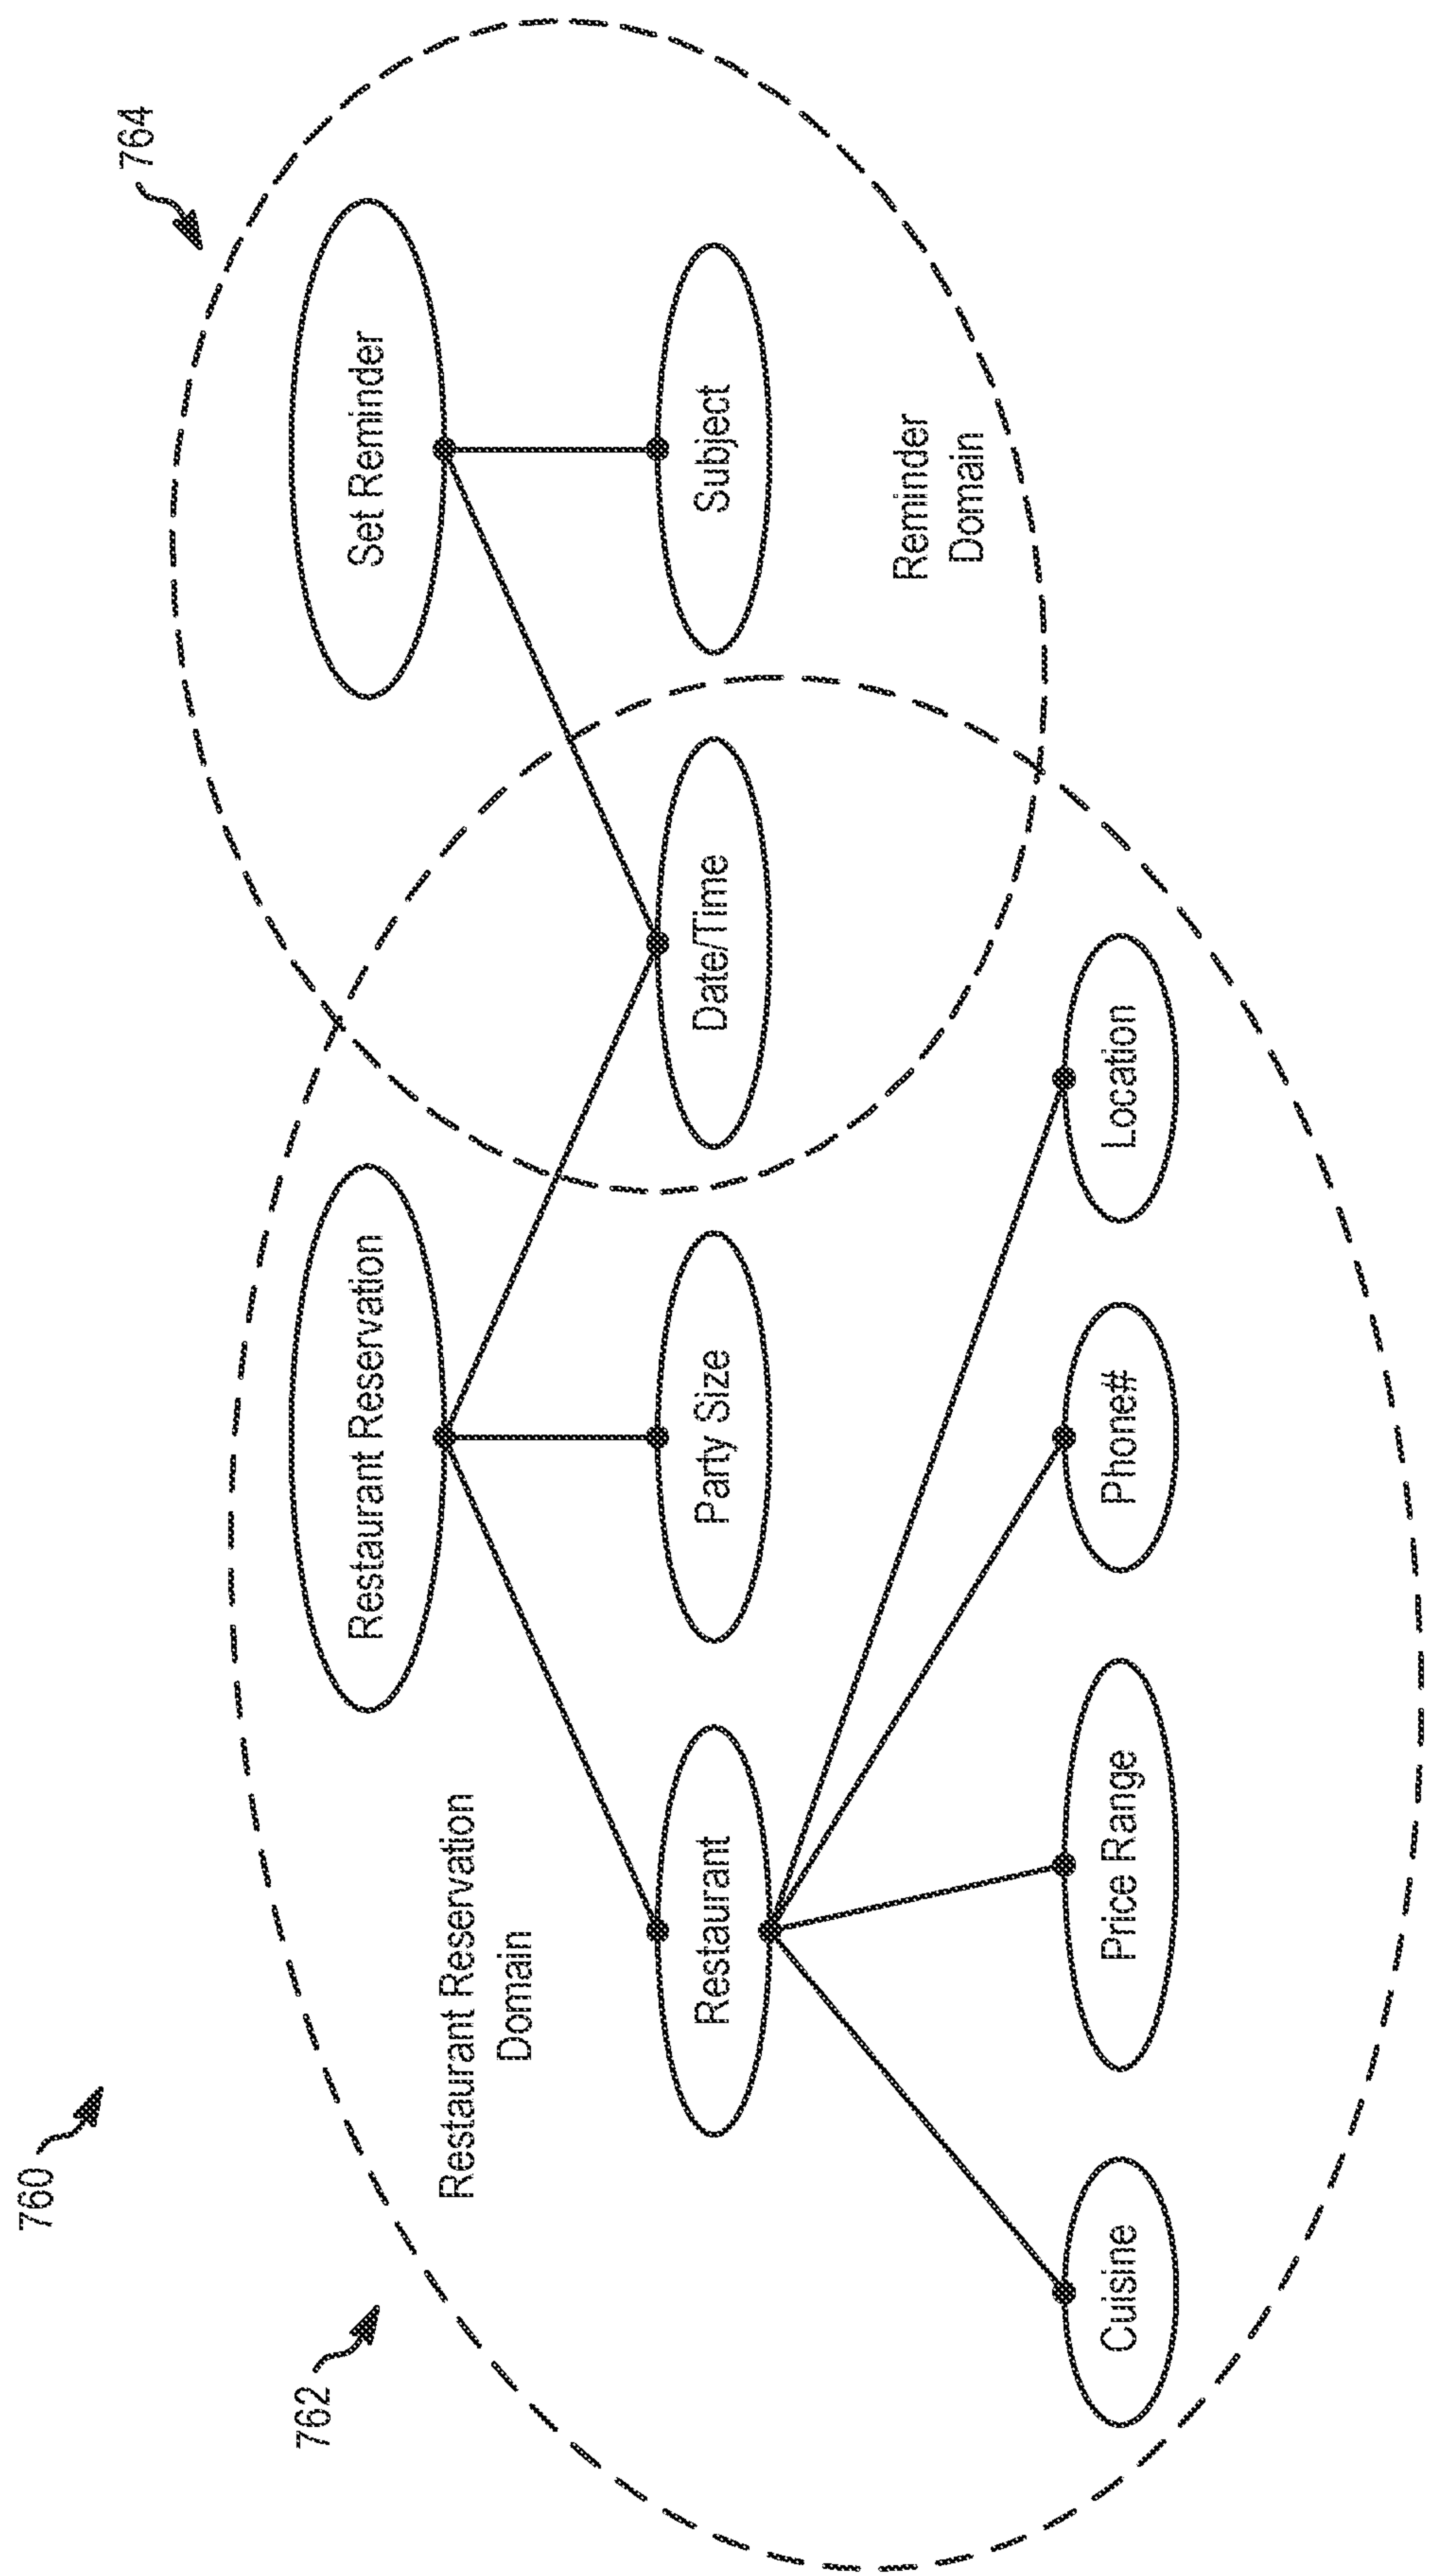 760
762
764
Restaurant Reservation
Set Reminder
Restaurant Reservation
Domain
Restaurant
Party Size
Date/Time
Subject
Reminder
Domain
Cuisine
Price Range
Phone#
Location